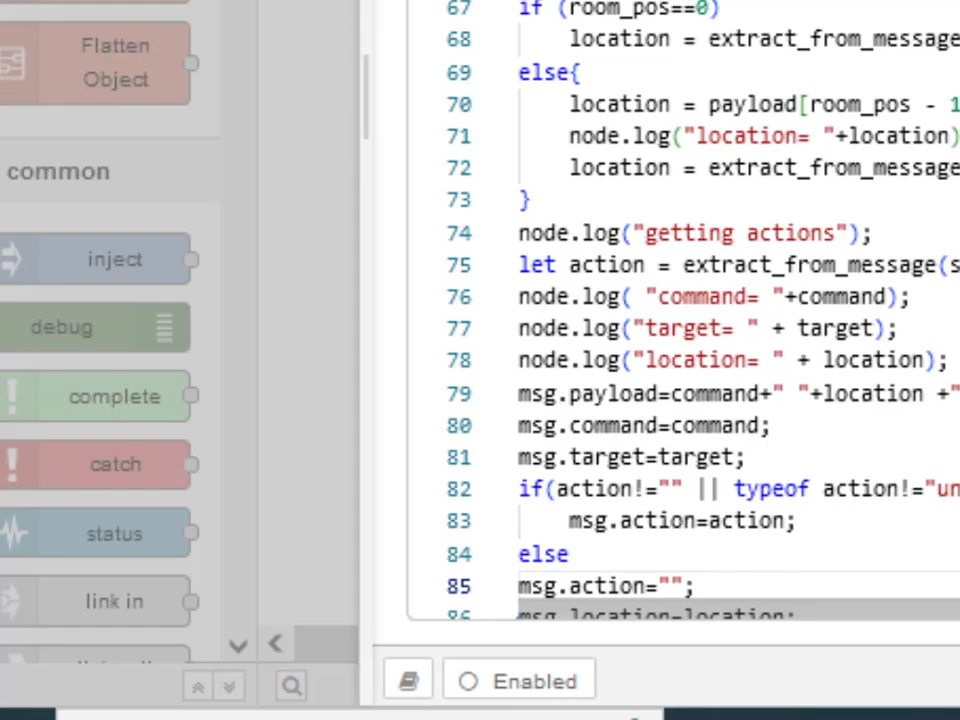 Flatten
Object
common
inject
debug
complete
catch
status
link in
67 if (room_pos==0)
68 location = extract_from_message
69 else{
70 location = payload[room_pos - 1
71 node.log("location= "+location)
72 location = extract_from_message
73 }
74 node.log("getting actions");
75 let action = extract_from_message(s
76 node.log( "command= "+command);
77 node.log("target= " + target);
78 node.log("location= " + location);
79 msg.payload=command+" "+location +"
80 msg.command=command;
81 msg.target=target;
82 if(action!="" || typeof action!="un
83 msg.action=action;
84 else
85 msg.action="";
86 msg.location=location;
Enabled